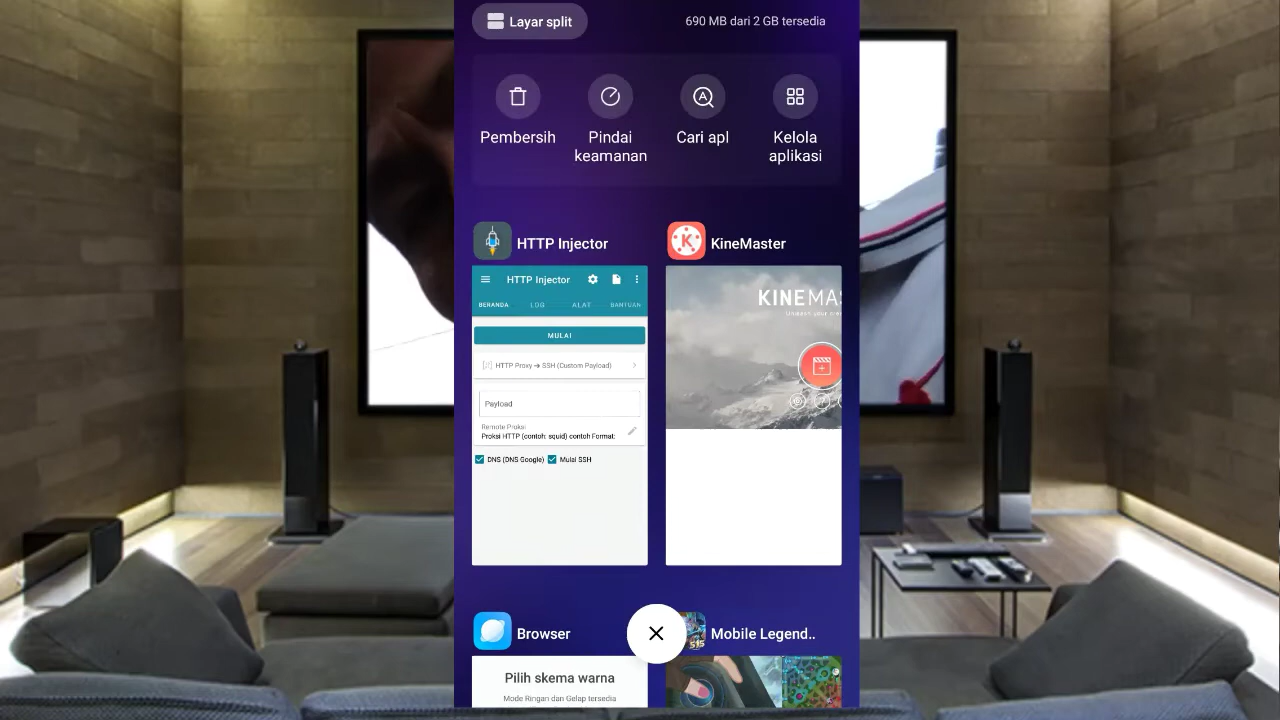 Layar split
690 MB dari 2 GB tersedia
Pembersih
Pindai
keamanan
Cari apl
Kelola
aplikasi
HTTP Injector
KineMaster
HTTP Injector
BERANDA
LOG
ALAT
BANTUAN
MULAI
HTTP Proxy ➔ SSH (Custom Payload)
Payload
Remote Proksi
Proksi HTTP (contoh: squid) contoh Format:
DNS (DNS Google)
Mulai SSH
KINEMAS
Browser
Mobile Legend..
Pilih skema warna
Mode Ringan dan Gelap tersedia